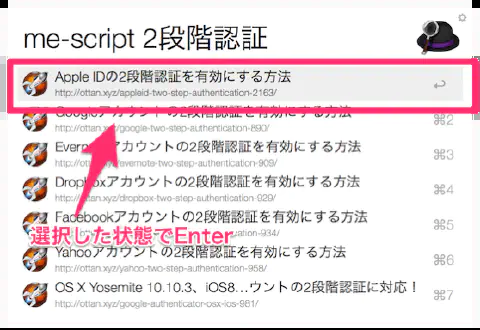 me-script 2段階認証
Apple IDの2段階認証を有効にする方法
http://ottan.xyz/appleid-two-step-authentication-2163/
Googleアカウントの2段階認証を有効にする方法
http://ottan.xyz/google-two-step-authentication-890/
⌘2
Evernoteアカウントの2段階認証を有効にする方法
http://ottan.xyz/evernote-two-step-authentication-909/
⌘3
Dropboxアカウントの2段階認証を有効にする方法
http://ottan.xyz/dropbox-two-step-authentication-929/
⌘4
Facebookアカウントの2段階認証を有効にする方法
-two-step-authentication-934/
⌘5
選択した状態でEnter
Yahooアカウントの2段階認証を有効にする方法
http://ottan.xyz/yahoo-two-step-authentication-958/
⌘6
OS X Yosemite 10.10.3、iOS8...ウントの2段階認証に対応！
http://ottan.xyz/google-authenticator-osx-ios-981/
⌘7